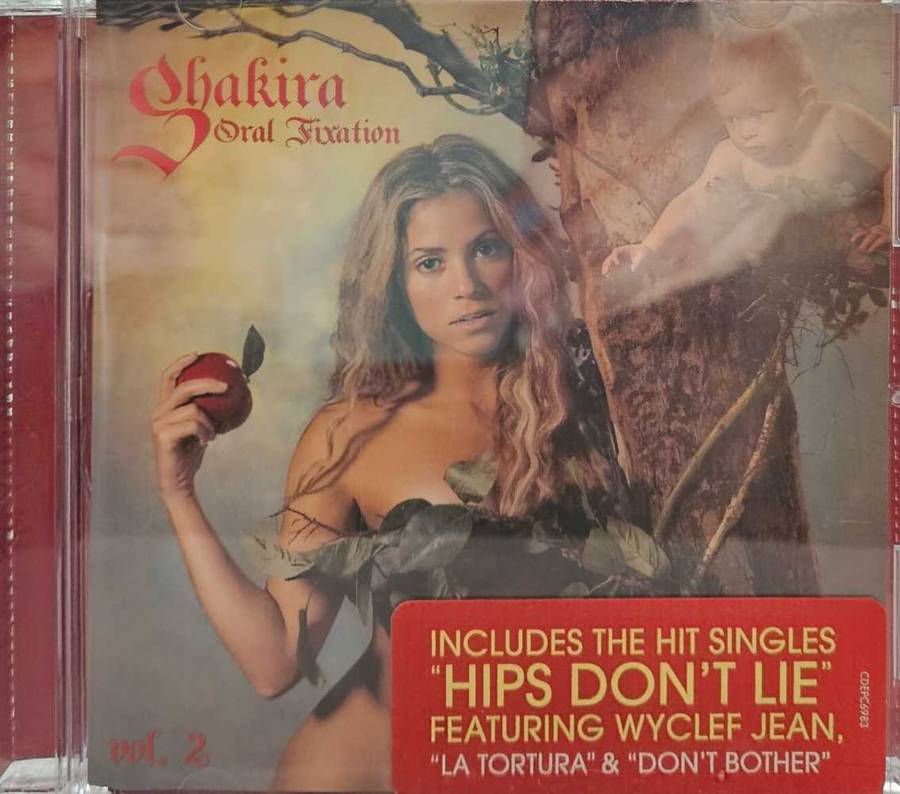 Shakira
Oral Fixation
vol. 2
INCLUDES THE HIT SINGLES
"HIPS DON'T LIE"
FEATURING WYCLEF JEAN,
"LA TORTURA" & "DON'T BOTHER"
CDEPC6983